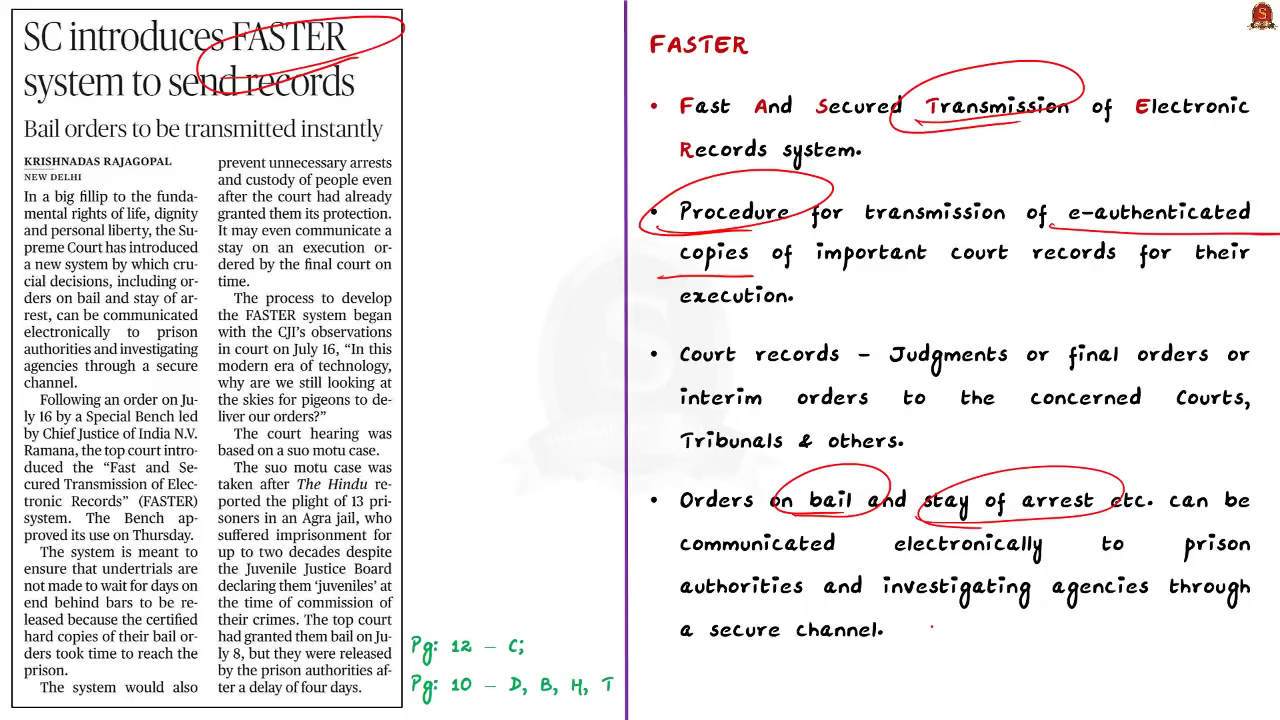 SC introduces FASTER
system to send records
Bail orders to be transmitted instantly
KRISHNADAS RAJAGOPAL
NEW DELHI
In a big fillip to the funda-
mental rights of life, dignity
and personal liberty, the Su-
preme Court has introduced
a new system by which cru-
cial decisions, including or-
ders on bail and stay of ar-
rest, can be communicated
electronically to prison
authorities and investigating
agencies through a secure
channel.
Following an order on Ju-
ly 16 by a Special Bench led
by Chief Justice of India N.V.
Ramana, the top court intro-
duced the “Fast and Se-
cured Transmission of Elec-
tronic Records” (FASTER)
system. The Bench ap-
proved its use on Thursday.
The system is meant to
ensure that undertrials are
not made to wait for days on
end behind bars to be re-
leased because the certified
hard copies of their bail or-
ders took time to reach the
prison.
The system would also
prevent unnecessary arrests
and custody of people even
after the court had already
granted them its protection.
It may even communicate a
stay on an execution or-
dered by the final court on
time.
The process to develop
the FASTER system began
with the CJI’s observations
in court on July 16, “In this
modern era of technology,
why are we still looking at
the skies for pigeons to de-
liver our orders?”
The court hearing was
based on a suo motu case.
The suo motu case was
taken after The Hindu re-
ported the plight of 13 pri-
soners in an Agra jail, who
suffered imprisonment for
up to two decades despite
the Juvenile Justice Board
declaring them ‘juveniles’ at
the time of commission of
their crimes. The top court
had granted them bail on Ju-
ly 8, but they were released
by the prison authorities af-
ter a delay of four days.
Pg: 12 – C;
Pg: 10 – D, B, H, T
FASTER
• Fast And Secured Transmission of Electronic
Records system.
• Procedure for transmission of e-authenticated
copies of important court records for their
execution.
• Court records – Judgments or final orders or
interim orders to the concerned Courts,
Tribunals & others.
• Orders on bail and stay of arrest etc. can be
communicated electronically to prison
authorities and investigating agencies through
a secure channel.